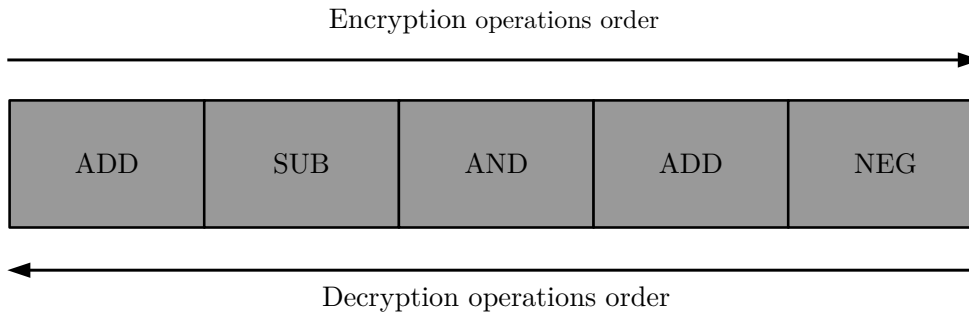 Encryption operations order
ADD SUB AND ADD NEG
Decryption operations order